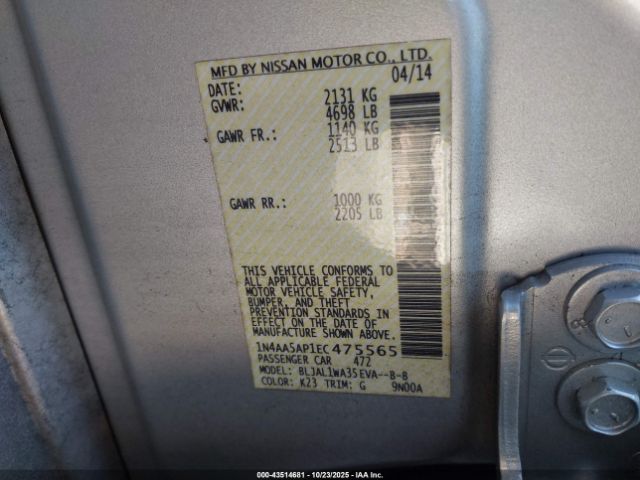 MFD BY NISSAN MOTOR CO., LTD.
DATE: 04/14
GVWR: 2131 KG
4698 LB
GAWR FR.: 1140 KG
2513 LB
GAWR RR.: 1000 KG
2205 LB
THIS VEHICLE CONFORMS TO
ALL APPLICABLE FEDERAL
MOTOR VEHICLE SAFETY,
BUMPER, AND THEFT
PREVENTION STANDARDS IN
EFFECT ON THE DATE OF
MANUFACTURE SHOWN ABOVE.
1N4AA5AP1EC475565
PASSENGER CAR 472
MODEL: BLJAL1WA35EVA--B-B
COLOR: K23 TRIM: G 9N00A
000-43514681 - 10/23/2025 - IAA Inc.